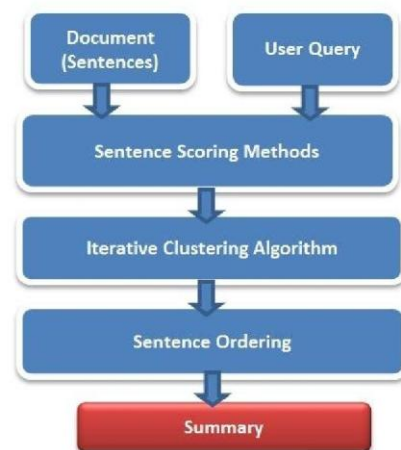 Document
(Sentences)
User Query
Sentence Scoring Methods
Iterative Clustering Algorithm
Sentence Ordering
Summary